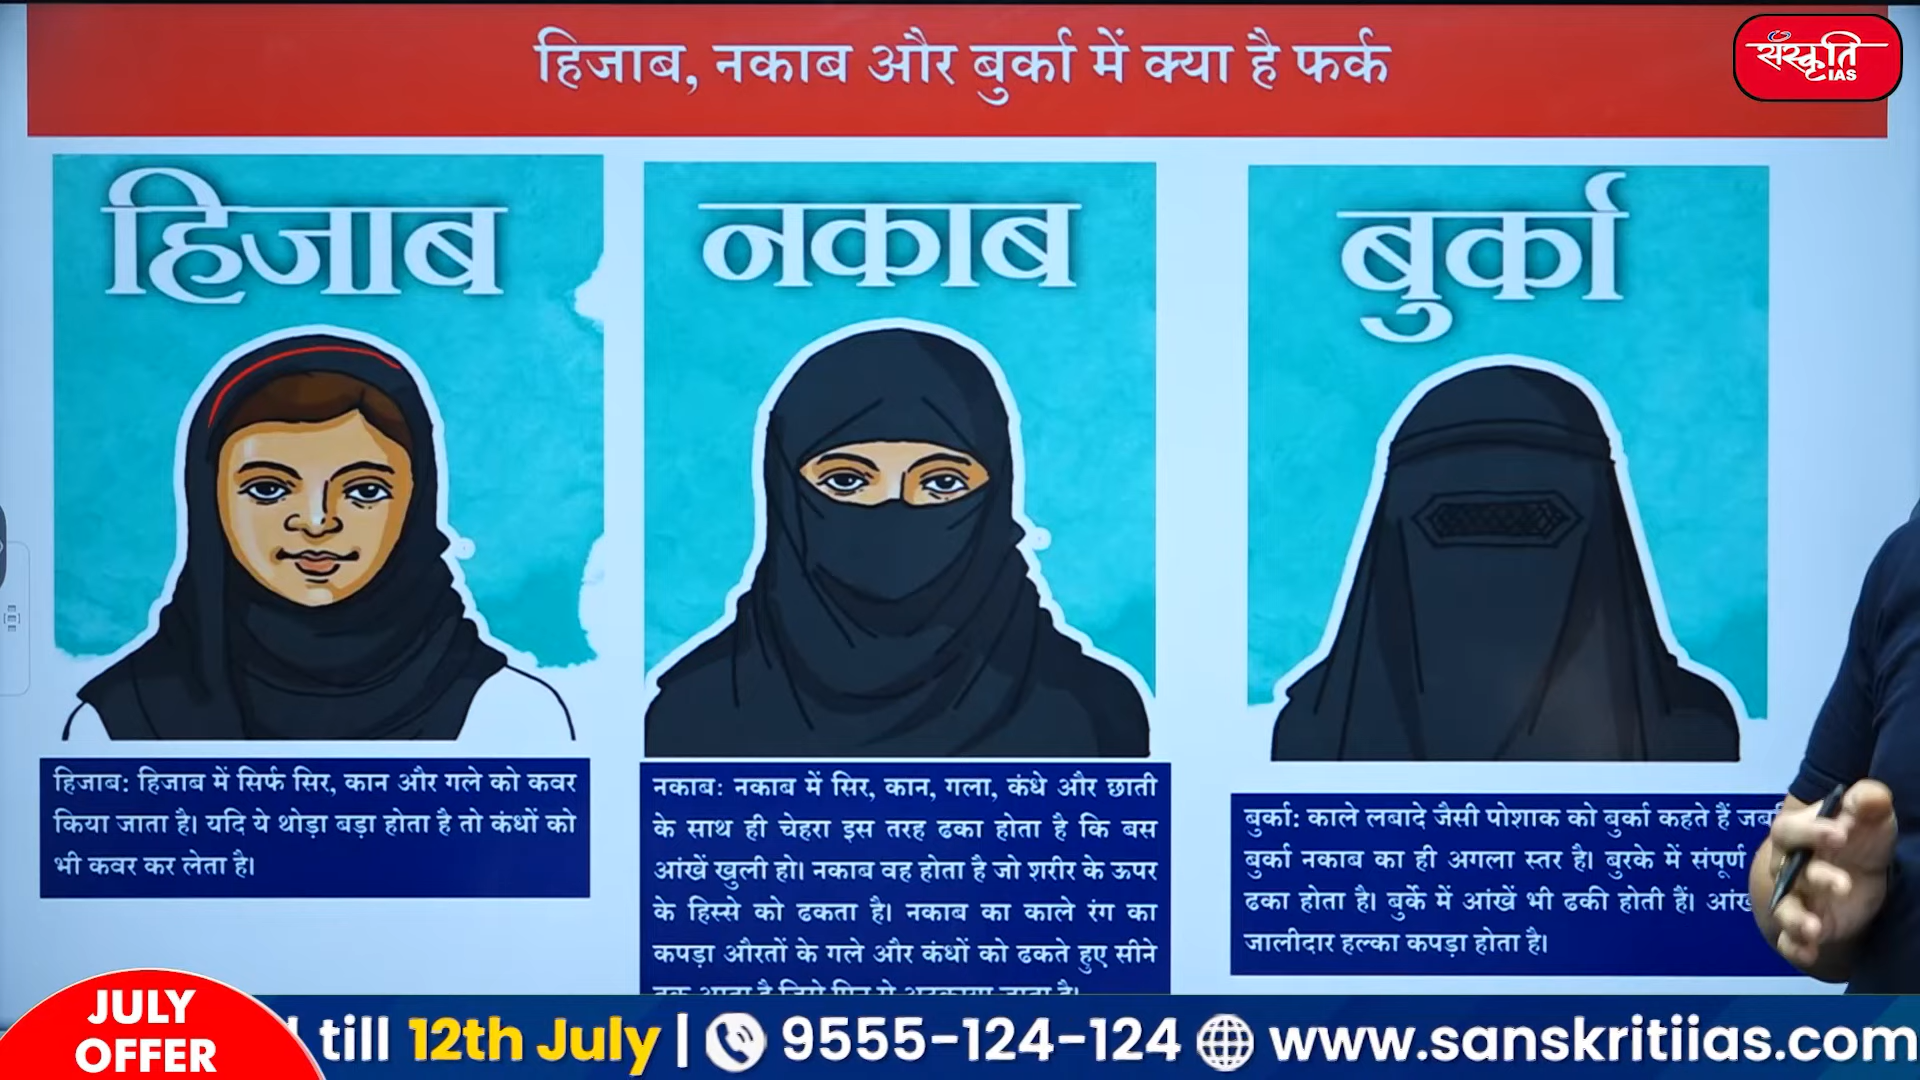 हिजाब, नकाब और बुर्का में क्या है फर्क
संस्कृति
IAS
हिजाब
नकाब
बुर्का
हिजाब: हिजाब में सिर्फ सिर, कान और गले को कवर
किया जाता है। यदि ये थोड़ा बड़ा होता है तो कंधों को
भी कवर कर लेता है।
नकाब: नकाब में सिर, कान, गला, कंधे और छाती
के साथ ही चेहरा इस तरह ढका होता है कि बस
आंखें खुली हो। नकाब वह होता है जो शरीर के ऊपर
के हिस्से को ढकता है। नकाब का काले रंग का
कपड़ा औरतों के गले और कंधों को ढकते हुए सीने
बुर्का: काले लबादे जैसी पोशाक को बुर्का कहते हैं
बुर्का नकाब का ही अगला स्तर है। बुरके में संपूर्ण
ढका होता है। बुर्के में आंखें भी ढकी होती हैं।
जालीदार हल्का कपड़ा होता है।
JULY
OFFER
till 12th July | 9555-124-124 www.sanskritiias.com